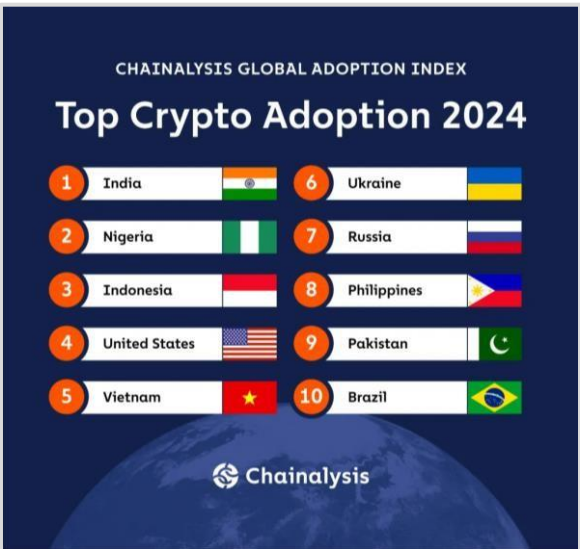 CHAINALYSIS GLOBAL ADOPTION INDEX
Top Crypto Adoption 2024
1 India
2 Nigeria
3 Indonesia
4 United States
5 Vietnam
6 Ukraine
7 Russia
8 Philippines
9 Pakistan
10 Brazil
Chainalysis